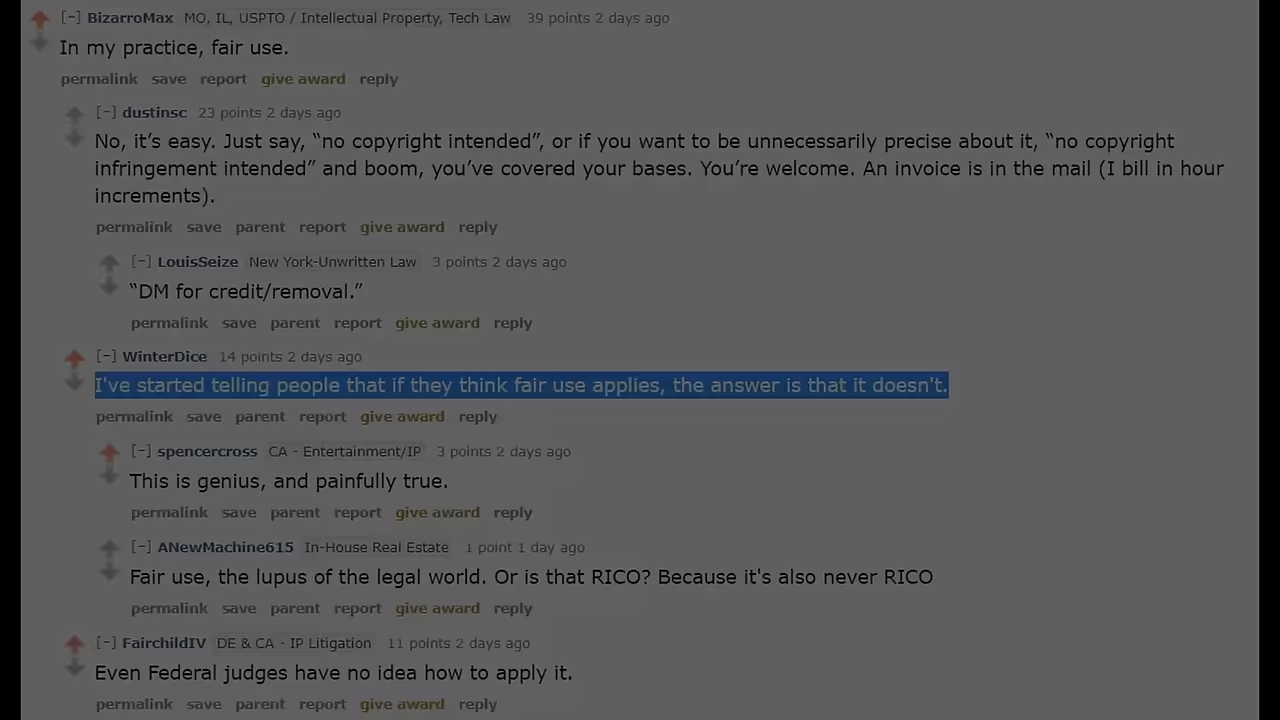 [-] BizarroMax MO, IL, USPTO / Intellectual Property, Tech Law 39 points 2 days ago
In my practice, fair use.
permalink save report give award reply
[-] dustinsc 23 points 2 days ago
No, it’s easy. Just say, “no copyright intended”, or if you want to be unnecessarily precise about it, “no copyright
infringement intended” and boom, you’ve covered your bases. You’re welcome. An invoice is in the mail (I bill in hour
increments).
permalink save parent report give award reply
[-] LouisSeize New York-Unwritten Law 3 points 2 days ago
“DM for credit/removal.”
permalink save parent report give award reply
[-] WinterDice 14 points 2 days ago
I've started telling people that if they think fair use applies, the answer is that it doesn't.
permalink save parent report give award reply
[-] spencercross CA - Entertainment/IP 3 points 2 days ago
This is genius, and painfully true.
permalink save parent report give award reply
[-] ANewMachine615 In-House Real Estate 1 point 1 day ago
Fair use, the lupus of the legal world. Or is that RICO? Because it's also never RICO
permalink save parent report give award reply
[-] FairchildIV DE & CA - IP Litigation 11 points 2 days ago
Even Federal judges have no idea how to apply it.
permalink save parent report give award reply